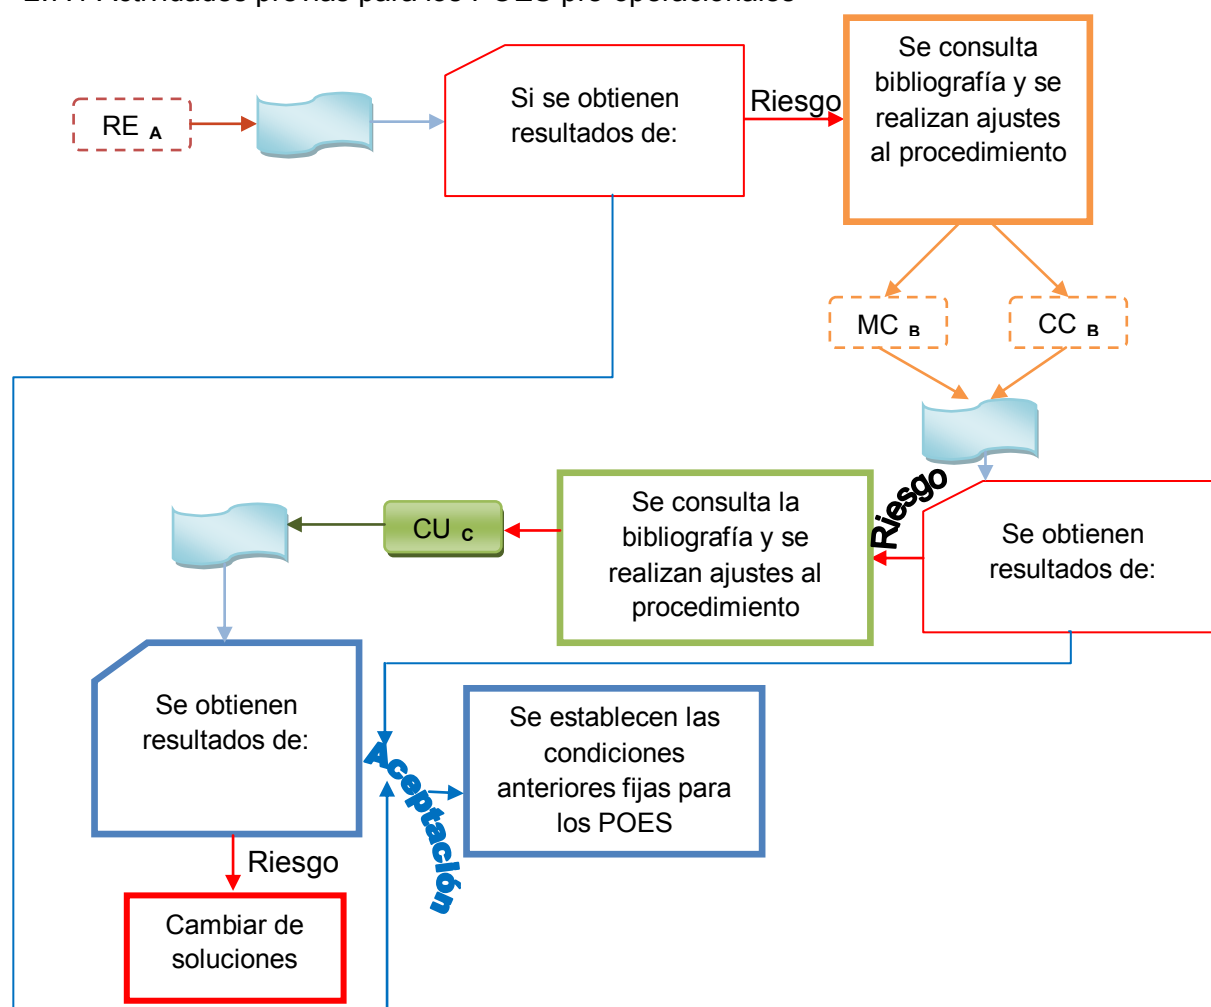 Si se obtienen
resultados de:
RE A
Riesgo
Se consulta
bibliografía y se
realizan ajustes
al procedimiento
MC B
CC B
Riesgo
Se obtienen
resultados de:
Se consulta la
bibliografía y se
realizan ajustes al
procedimiento
CU C
Se obtienen
resultados de:
Aceptación
Se establecen las
condiciones
anteriores fijas para
los POES
Riesgo
Cambiar de
soluciones